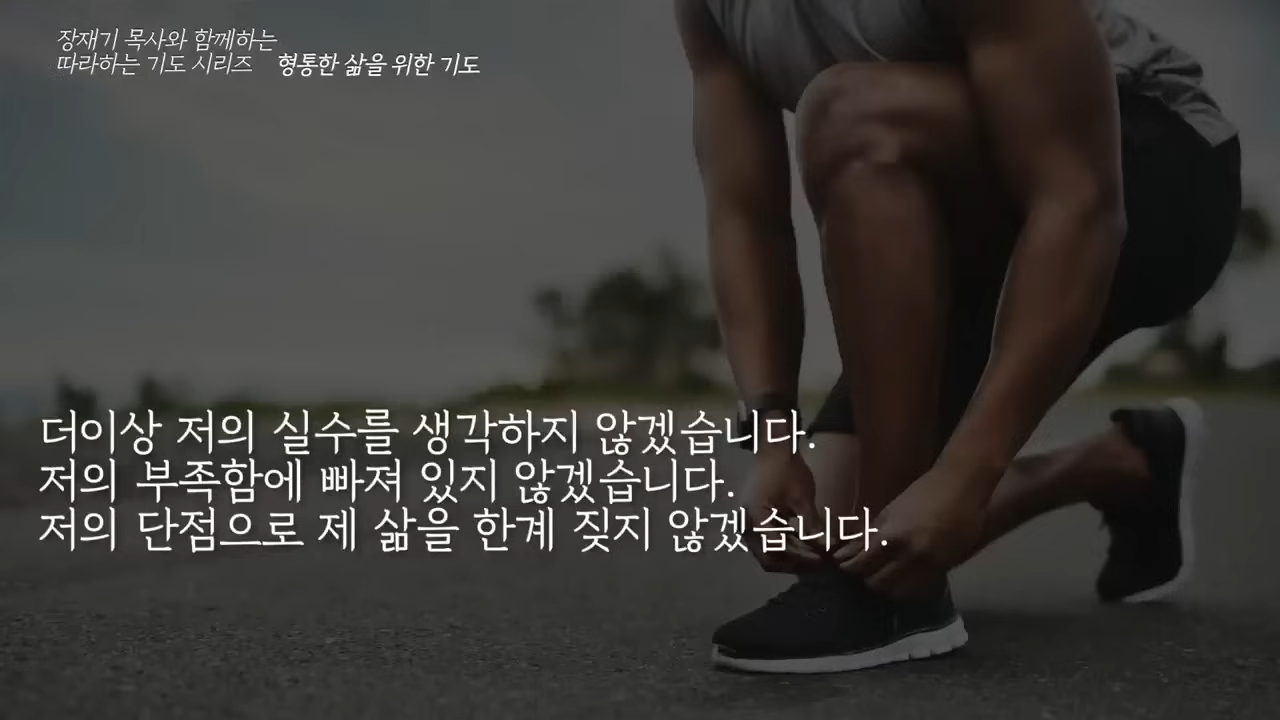 장재기 목사와 함께하는
따라하는 기도 시리즈 형통한 삶을 위한 기도
더이상 저의 실수를 생각하지 않겠습니다.
저의 부족함에 빠져 있지 않겠습니다.
저의 단점으로 제 삶을 한계 짖지 않겠습니다.